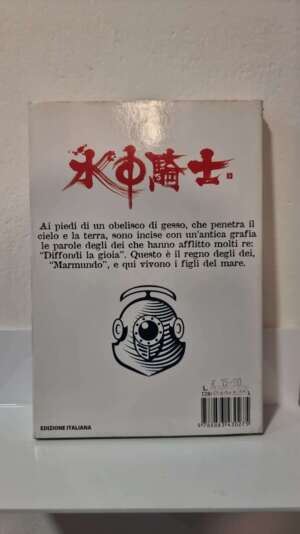 水中騎士
Ai piedi di un obelisco di gesso, che penetra il
cielo e la terra, sono incise con un'antica grafia
le parole degli dei che hanno afflitto molti re:
"Diffondi la gioia". Questo è il regno degli dei,
"Marmundo", e qui vivono i figli del mare.
EDIZIONE ITALIANA